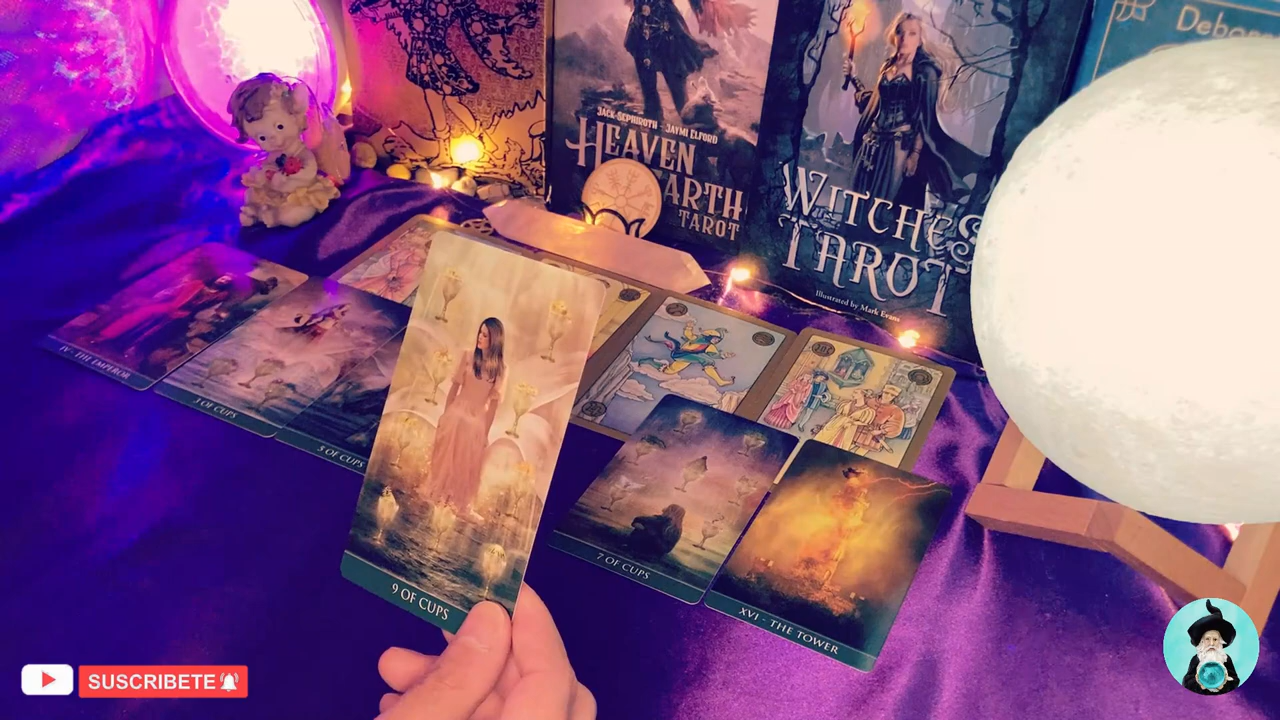 Debora
JACK SEPHIROTH - JAYMI ELFORD
HEAVEN
EARTH
TAROT
WITCHES
TAROT
Illustrated by Mark Evans
IV - THE EMPEROR
3 OF CUPS
5 OF CUPS
9 OF CUPS
7 OF CUPS
XVI - THE TOWER
SUSCRIBETE